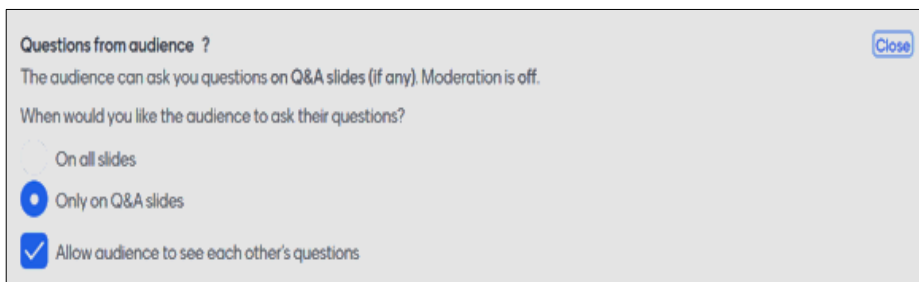 Questions from audience ?
Close
The audience can ask you questions on Q&A slides (if any). Moderation is off.
When would you like the audience to ask their questions?
On all slides
Only on Q&A slides
Allow audience to see each other's questions